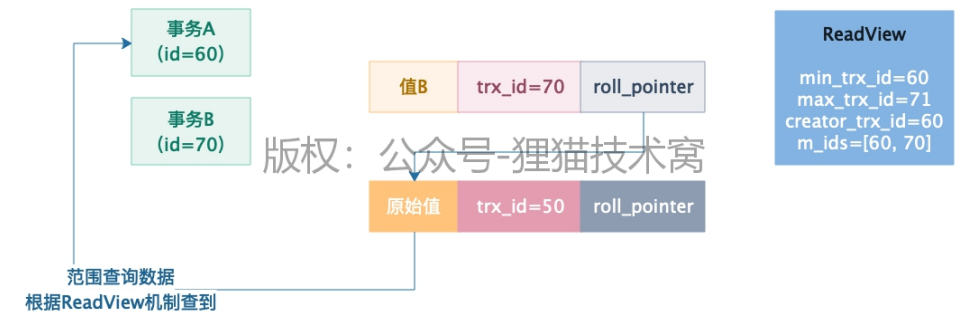 事务A
(id=60)
事务B
(id=70)
值B
trx_id=70
roll_pointer
原始值
trx_id=50
roll_pointer
ReadView
min_trx_id=60
max_trx_id=71
creator_trx_id=60
m_ids=[60, 70]
版权：公众号-狸猫技术窝
范围查询数据
根据ReadView机制查到